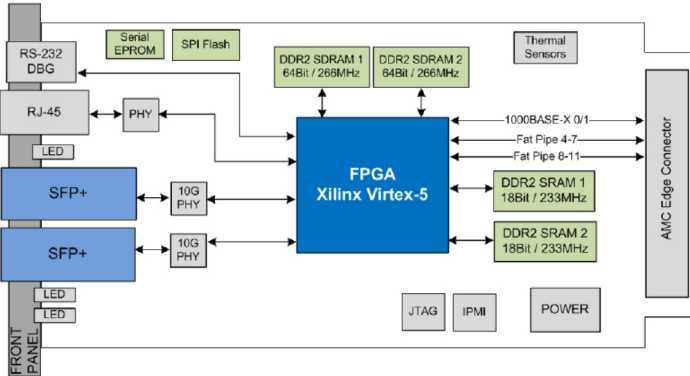 RS-232
DBG
Serial
EPROM
SPI Flash
DDR2 SDRAM 1
64Bit / 266MHz
DDR2 SDRAM 2
64Bit / 266MHz
Thermal
Sensors
RJ-45
PHY
LED
1000BASE-X 0/1
Fat Pipe 4-7
Fat Pipe 8-11
FPGA
Xilinx Virtex-5
SFP+
10G
PHY
DDR2 SRAM 1
18Bit / 233MHz
SFP+
10G
PHY
DDR2 SRAM 2
18Bit / 233MHz
AMC Edge Connector
LED
LED
JTAG
IPMI
POWER
FRONT
PANEL